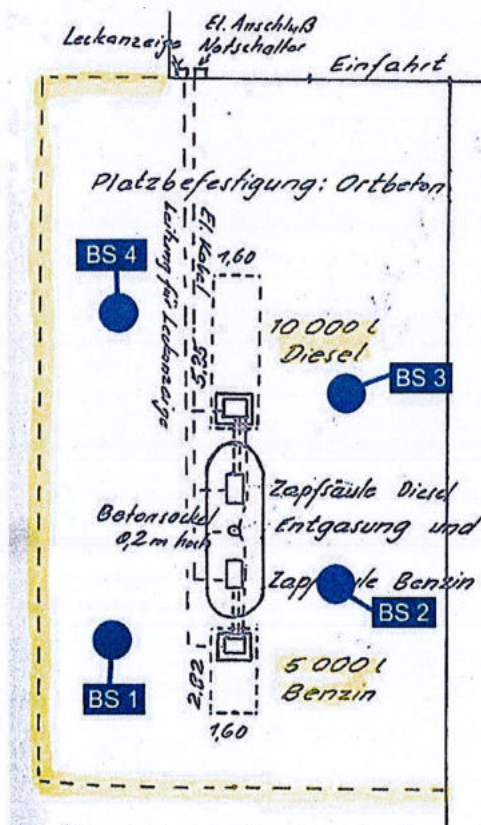 Leckanzeige
El. Anschluß
Notschalter
Einfahrt
Platzbefestigung: Ortbeton
BS 4
Leitung für Leckanzeige
El. Kabel
5,95
1,60
10 000 l
Diesel
BS 3
Zapfsäule Diesel
Betonsockel
0,2 m hoch
Entgasung und
Zapfsäule Benzin
BS 2
BS 1
2,82
5 000 l
Benzin
1,60